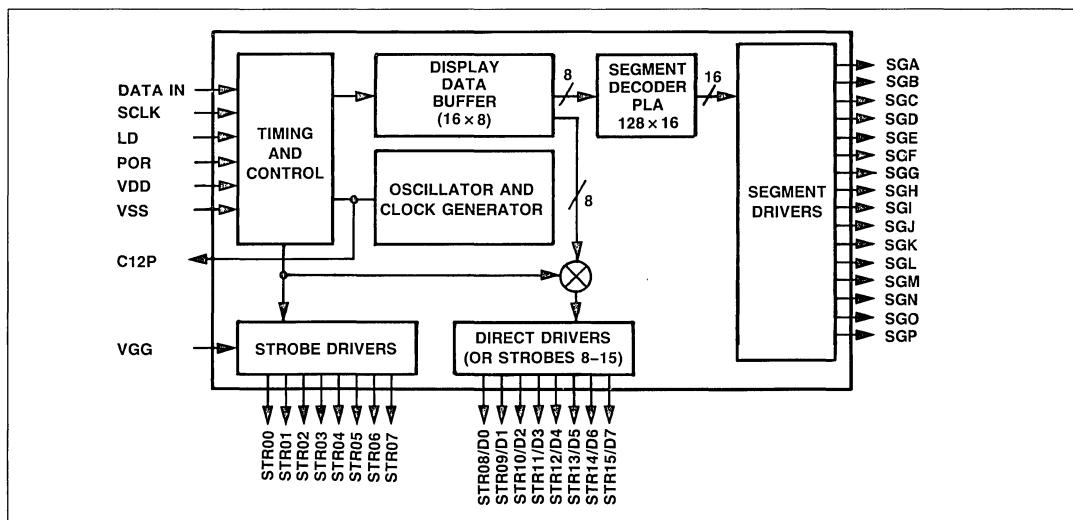 DATA IN
SCLK
LD
POR
VDD
VSS
C12P
VGG
TIMING
AND
CONTROL
DISPLAY
DATA
BUFFER
(16 × 8)
8
SEGMENT
DECODER
PLA
128 × 16
16
OSCILLATOR AND
CLOCK GENERATOR
8
SEGMENT
DRIVERS
STROBE DRIVERS
DIRECT DRIVERS
(OR STROBES 8–15)
SGA
SGB
SGC
SGD
SGE
SGF
SGG
SGH
SGI
SGJ
SGK
SGL
SGM
SGN
SGO
SGP
STR00
STR01
STR02
STR03
STR04
STR05
STR06
STR07
STR08/D0
STR09/D1
STR10/D2
STR11/D3
STR12/D4
STR13/D5
STR14/D6
STR15/D7